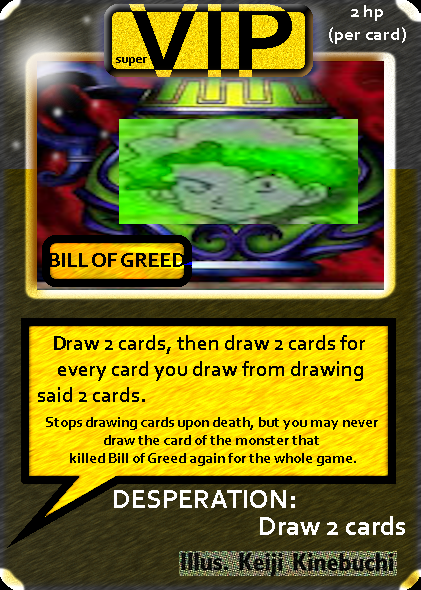 super VIP
2 hp
(per card)
BILL OF GREED
Draw 2 cards, then draw 2 cards for
every card you draw from drawing
said 2 cards.
Stops drawing cards upon death, but you may never
draw the card of the monster that
killed Bill of Greed again for the whole game.
DESPERATION:
Draw 2 cards
Illus. Keiji Kinebuchi